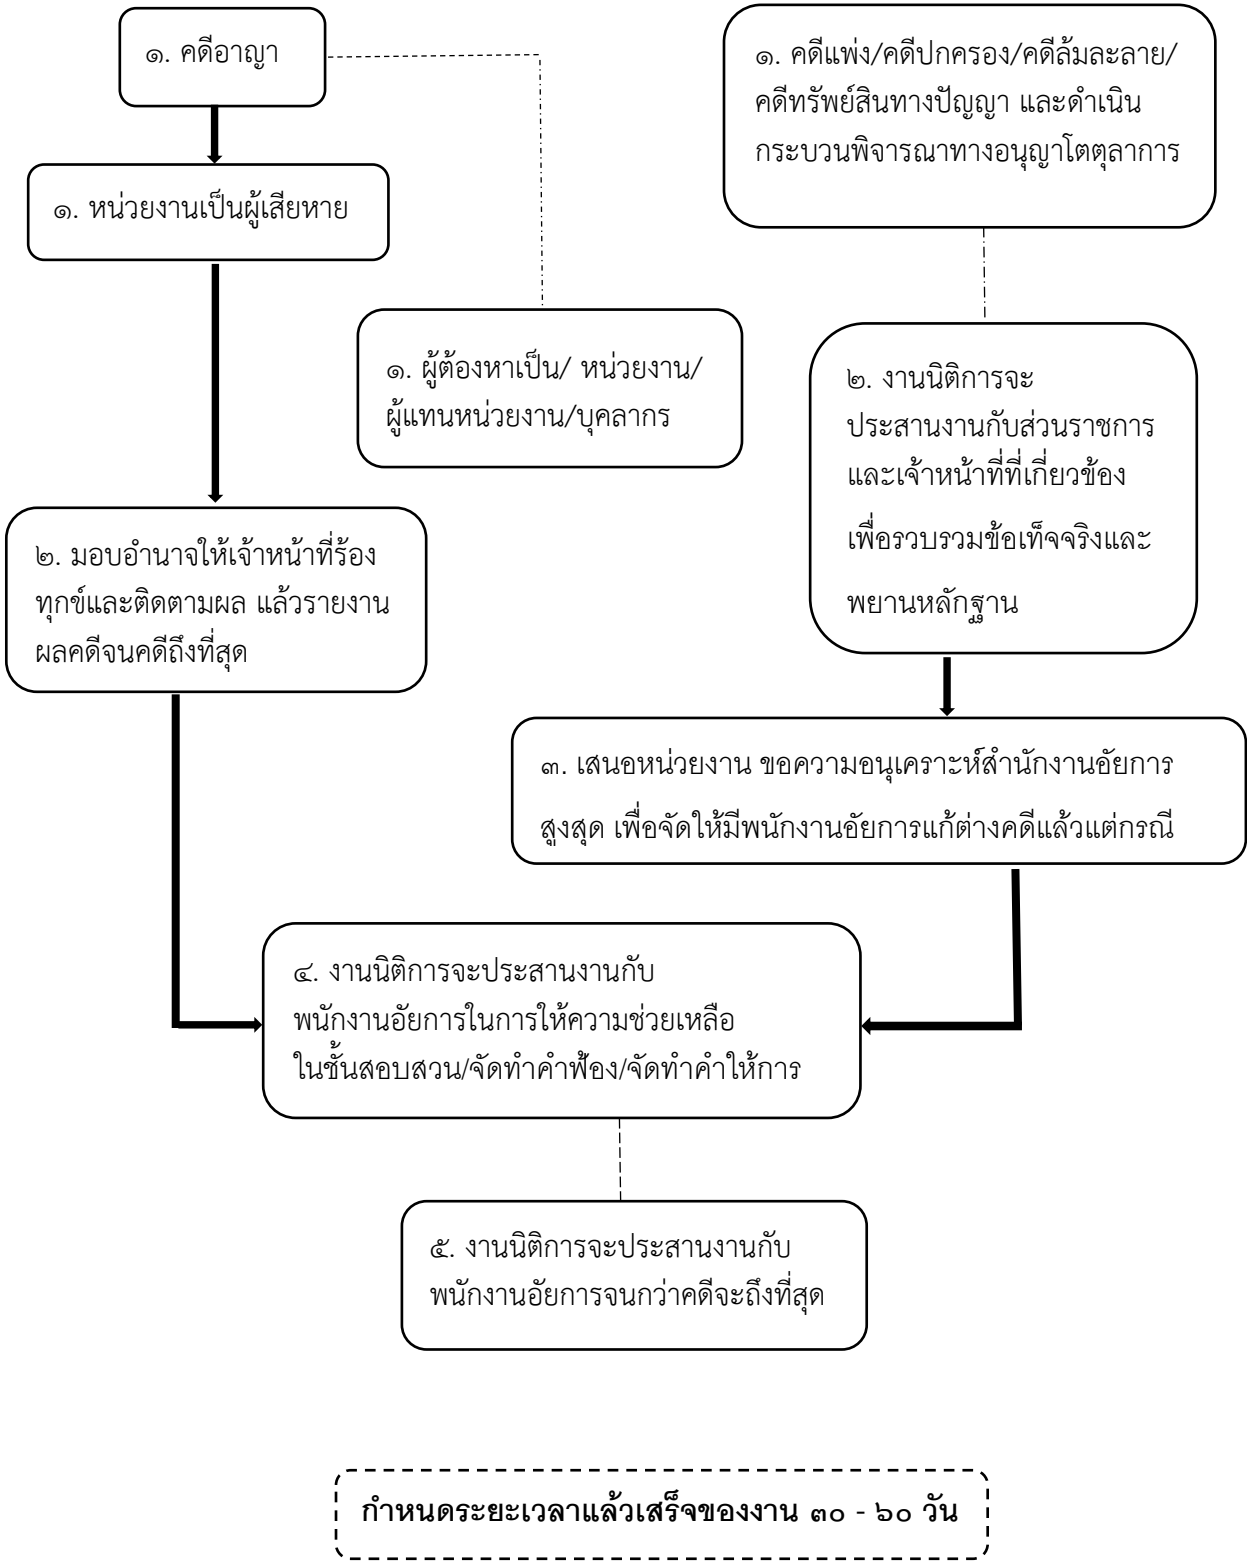 ๑. คดีอาญา
๑. คดีแพ่ง/คดีปกครอง/คดีล้มละลาย/
คดีทรัพย์สินทางปัญญา และดำเนิน
กระบวนพิจารณาทางอนุญาโตตุลาการ
๑. หน่วยงานเป็นผู้เสียหาย
๑. ผู้ต้องหาเป็น/ หน่วยงาน/
ผู้แทนหน่วยงาน/บุคลากร
๒. งานนิติการจะ
ประสานงานกับส่วนราชการ
และเจ้าหน้าที่ที่เกี่ยวข้อง
เพื่อรวบรวมข้อเท็จจริงและ
พยานหลักฐาน
๒. มอบอำนาจให้เจ้าหน้าที่ร้อง
ทุกข์และติดตามผล แล้วรายงาน
ผลคดีจนคดีถึงที่สุด
๓. เสนอหน่วยงาน ขอความอนุเคราะห์สำนักงานอัยการ
สูงสุด เพื่อจัดให้มีพนักงานอัยการแก้ต่างคดีแล้วแต่กรณี
๔. งานนิติการจะประสานงานกับ
พนักงานอัยการในการให้ความช่วยเหลือ
ในชั้นสอบสวน/จัดทำคำฟ้อง/จัดทำคำให้การ
๕. งานนิติการจะประสานงานกับ
พนักงานอัยการจนกว่าคดีจะถึงที่สุด
กำหนดระยะเวลาแล้วเสร็จของงาน ๓๐ - ๖๐ วัน